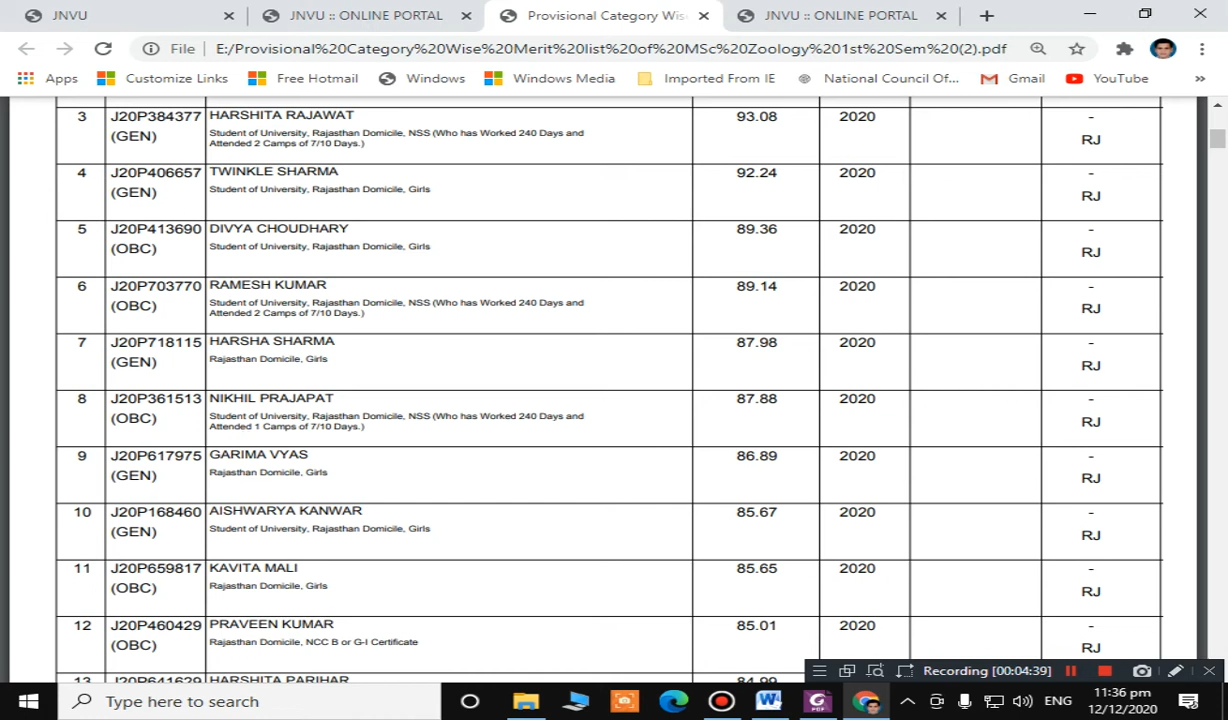 JNVU
JNVU :: ONLINE PORTAL
Provisional Category Wis
JNVU :: ONLINE PORTAL
File E:/Provisional%20Category%20Wise%20Merit%20list%20of%20MSc%20Zoology%201st%20Sem%20(2).pdf
Apps Customize Links Free Hotmail Windows Windows Media Imported From IE National Council Of... Gmail YouTube »
3 J20P384377 HARSHITA RAJAWAT 93.08 2020 -
(GEN) Student of University, Rajasthan Domicile, NSS (Who has Worked 240 Days and RJ
Attended 2 Camps of 7/10 Days.)
4 J20P406657 TWINKLE SHARMA 92.24 2020 -
(GEN) Student of University, Rajasthan Domicile, Girls RJ
5 J20P413690 DIVYA CHOUDHARY 89.36 2020 -
(OBC) Student of University, Rajasthan Domicile, Girls RJ
6 J20P703770 RAMESH KUMAR 89.14 2020 -
(OBC) Student of University, Rajasthan Domicile, NSS (Who has Worked 240 Days and RJ
Attended 2 Camps of 7/10 Days.)
7 J20P718115 HARSHA SHARMA 87.98 2020 -
(GEN) Rajasthan Domicile, Girls RJ
8 J20P361513 NIKHIL PRAJAPAT 87.88 2020 -
(OBC) Student of University, Rajasthan Domicile, NSS (Who has Worked 240 Days and RJ
Attended 1 Camps of 7/10 Days.)
9 J20P617975 GARIMA VYAS 86.89 2020 -
(GEN) Rajasthan Domicile, Girls RJ
10 J20P168460 AISHWARYA KANWAR 85.67 2020 -
(GEN) Student of University, Rajasthan Domicile, Girls RJ
11 J20P659817 KAVITA MALI 85.65 2020 -
(OBC) Rajasthan Domicile, Girls RJ
12 J20P460429 PRAVEEN KUMAR 85.01 2020 -
(OBC) Rajasthan Domicile, NCC B or G-I Certificate RJ
13 J20P641629 HARSHITA PARIHAR 84.99 2020
Recording [00:04:39]
Type here to search
ENG
11:36 pm
12/12/2020